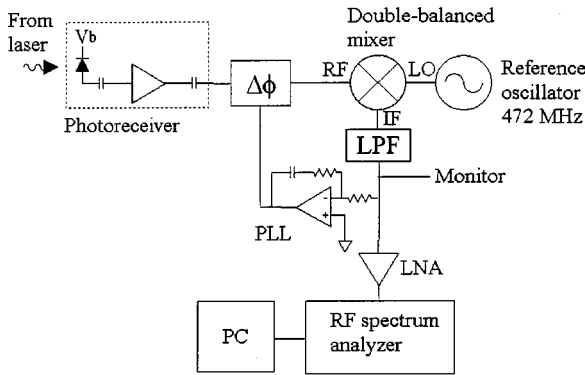 From
laser
Vb
Photoreceiver
Δϕ
RF
Double-balanced
mixer
LO
Reference
oscillator
472 MHz
IF
LPF
Monitor
-
+
PLL
LNA
PC
RF spectrum
analyzer